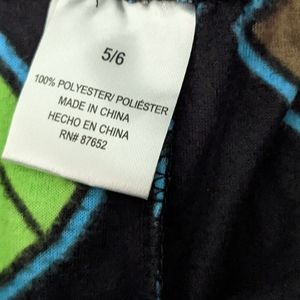 5/6
100% POLYESTER/ POLIÉSTER
MADE IN CHINA
HECHO EN CHINA
RN# 87652